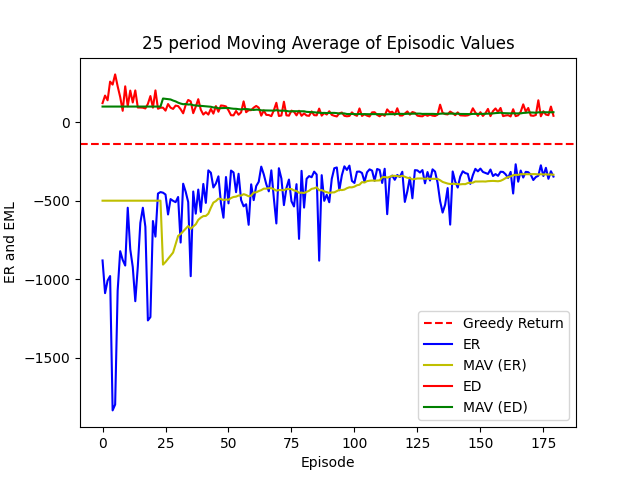 25 period Moving Average of Episodic Values
ER and EML
0
−500
−1000
−1500
0 25 50 75 100 125 150 175
Episode
Greedy Return
ER
MAV (ER)
ED
MAV (ED)